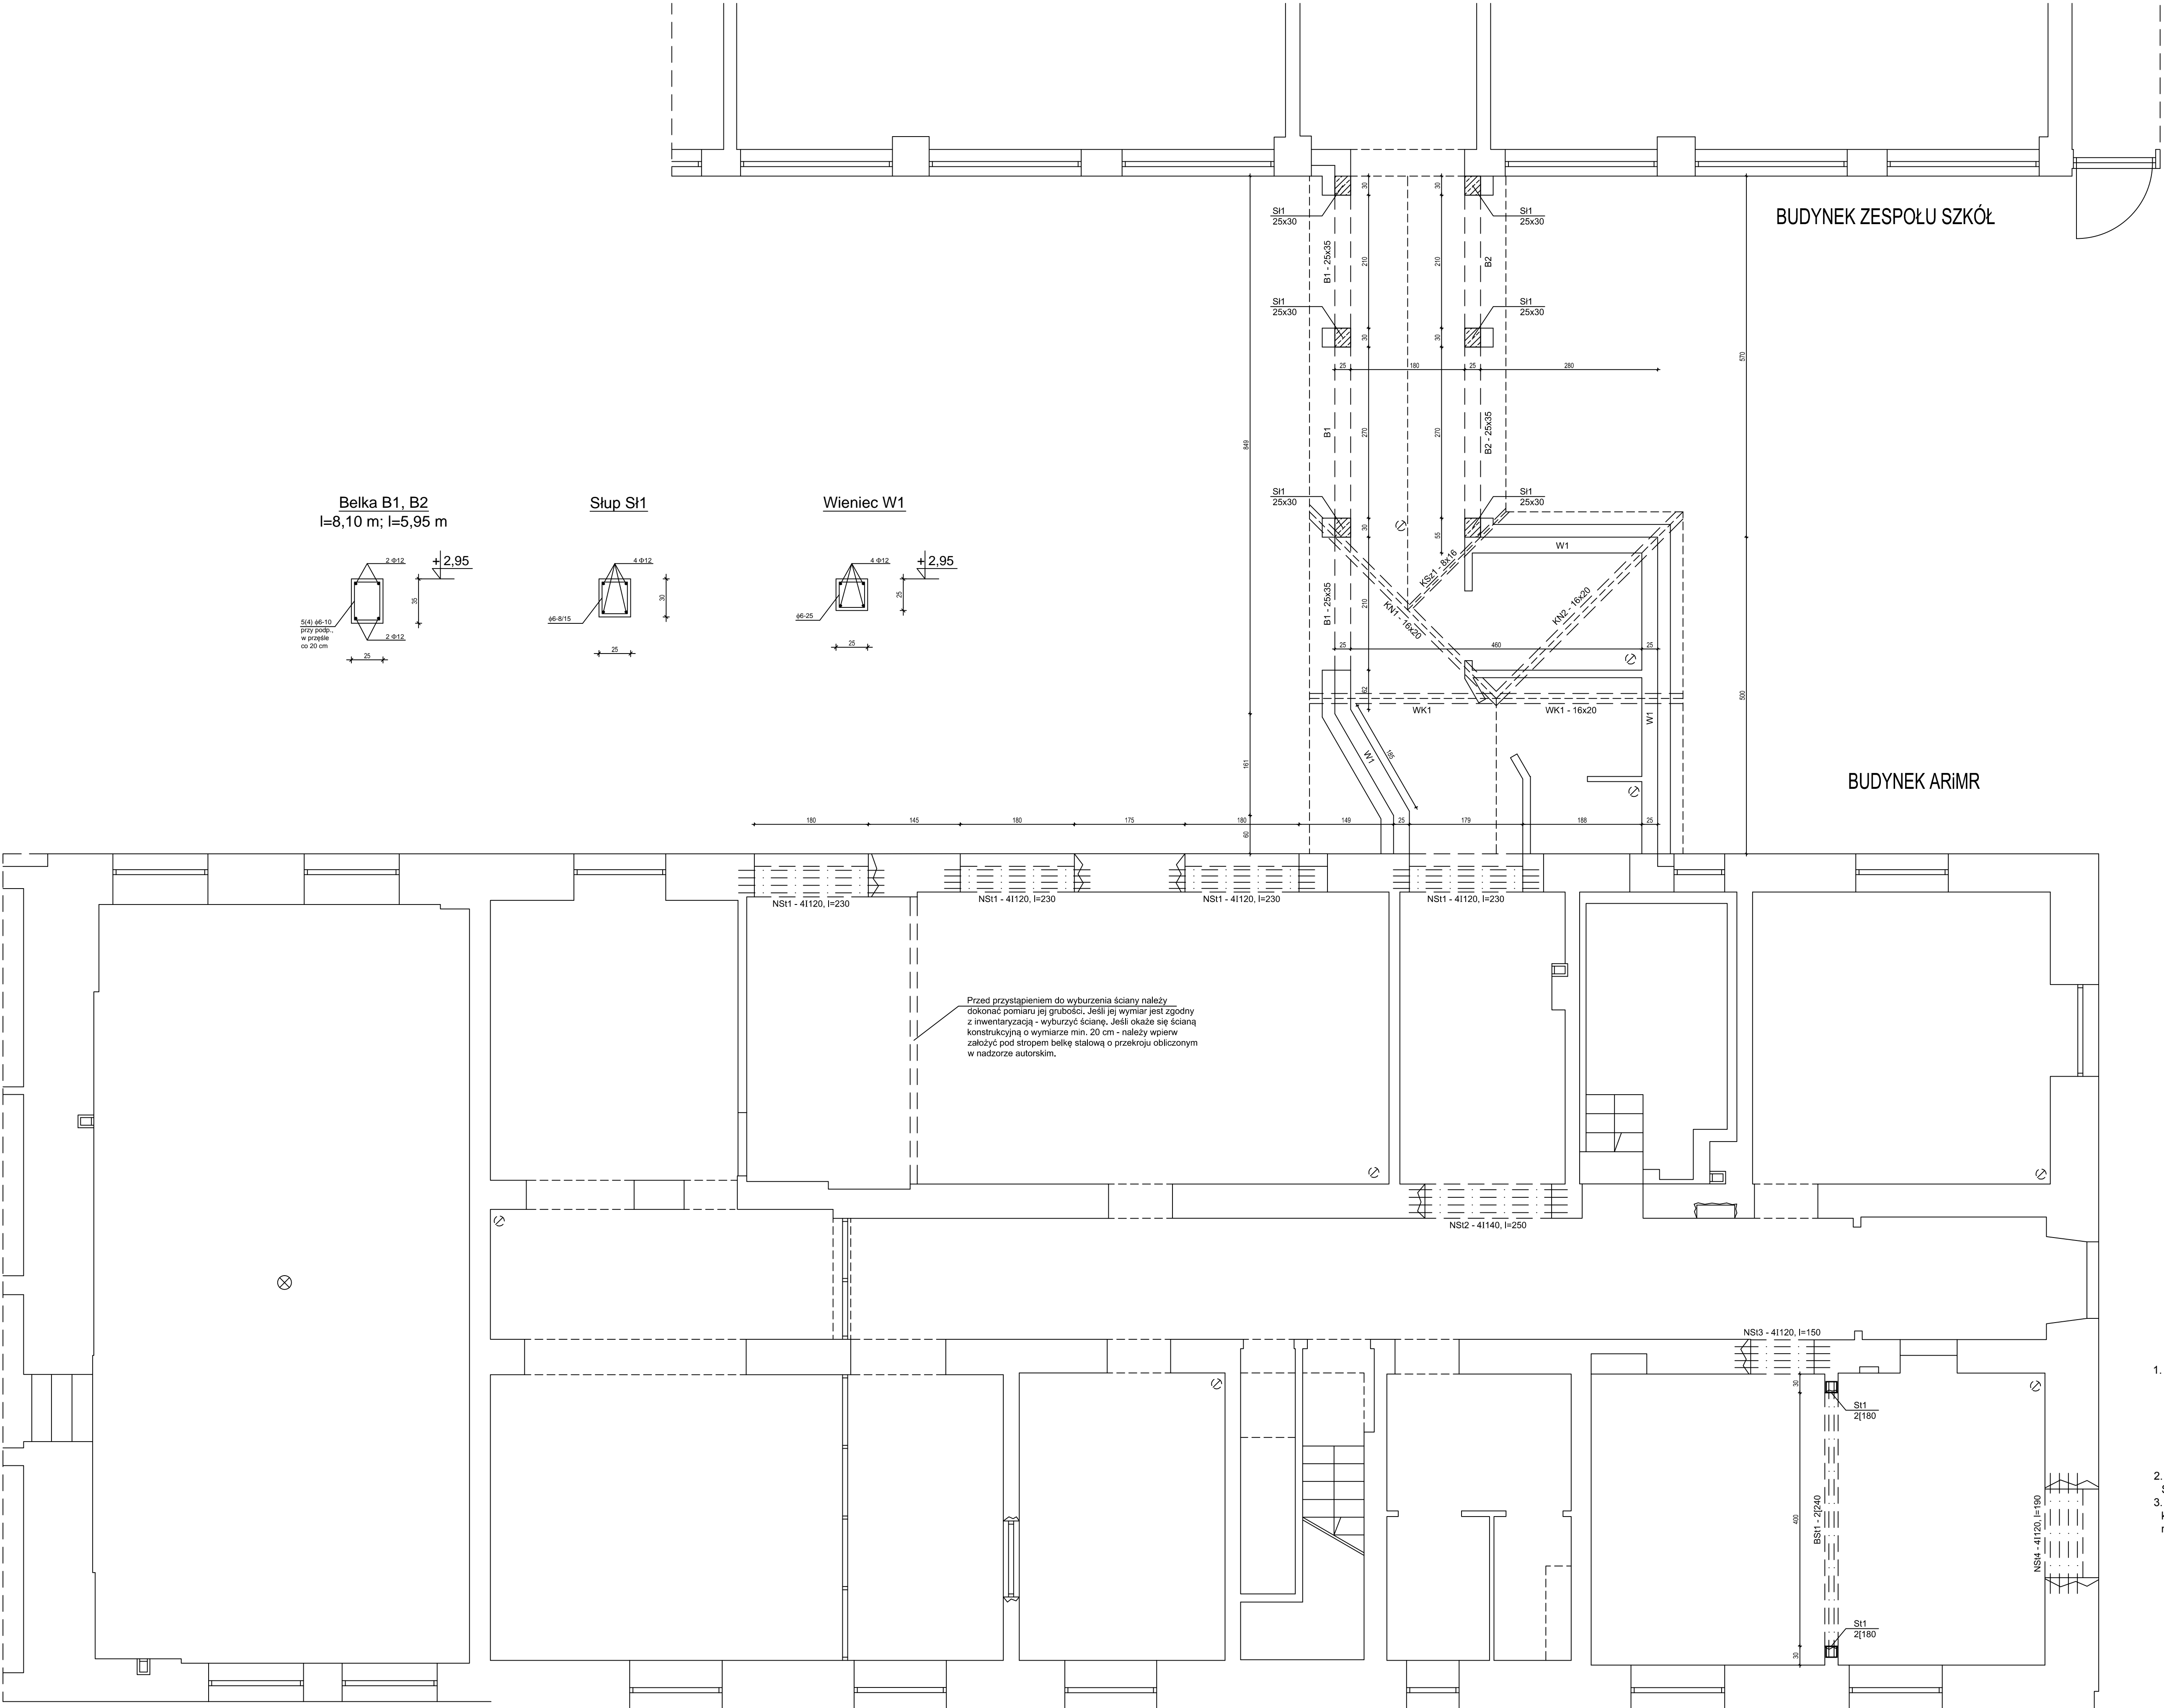 BUDYNEK ZESPOŁU SZKÓŁ
Sł1
25x30
Sł1
25x30
30
30
B1 - 25x35
210
210
B2
Sł1
25x30
Sł1
25x30
30
30
25
180
25
280
570
849
B1
270
270
B2 - 25x35
Sł1
25x30
Sł1
25x30
30
55
W1
KSz1 - 8x16
KN1 - 16x20
KN2 - 16x20
B1 - 25x35
210
25
460
25
62
WK1
WK1 - 16x20
W1
500
W1
185
161
60
BUDYNEK ARiMR
Belka B1, B2
l=8,10 m; l=5,95 m
2 Φ12
+ 2,95
35
5(4) ϕ6-10
przy podp.,
w przęśle
co 20 cm
2 Φ12
25
Słup Sł1
4 Φ12
30
ϕ6-8/15
25
Wieniec W1
4 Φ12
+ 2,95
25
ϕ6-25
25
180
145
180
175
180
149
25
179
188
25
NSt1 - 4I120, l=230
NSt1 - 4I120, l=230
NSt1 - 4I120, l=230
NSt1 - 4I120, l=230
Przed przystąpieniem do wyburzenia ściany należy
dokonać pomiaru jej grubości. Jeśli jej wymiar jest zgodny
z inwentaryzacją - wyburzyć ścianę. Jeśli okaże się ścianą
konstrukcyjną o wymiarze min. 20 cm - należy wpierw
założyć pod stropem belkę stalową o przekroju obliczonym
w nadzorze autorskim.
NSt2 - 4I140, l=250
NSt3 - 4I120, l=150
30
St1
2[180
400
BSt1 - 2[240
NSt4 - 4I120, l=190
St1
2[180
30
1.
2.
3.